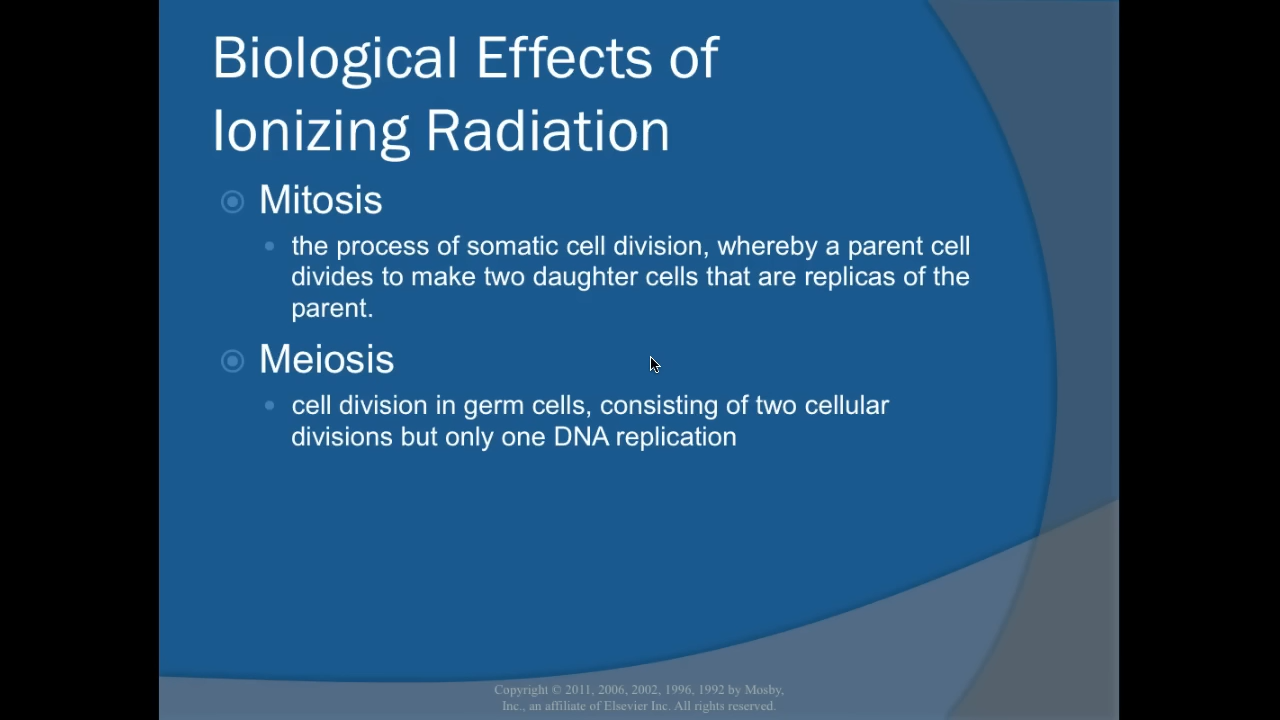 Biological Effects of
Ionizing Radiation
Mitosis
the process of somatic cell division, whereby a parent cell
divides to make two daughter cells that are replicas of the
parent.
Meiosis
cell division in germ cells, consisting of two cellular
divisions but only one DNA replication
Copyright © 2011, 2006, 2002, 1996, 1992 by Mosby,
Inc., an affiliate of Elsevier Inc. All rights reserved.